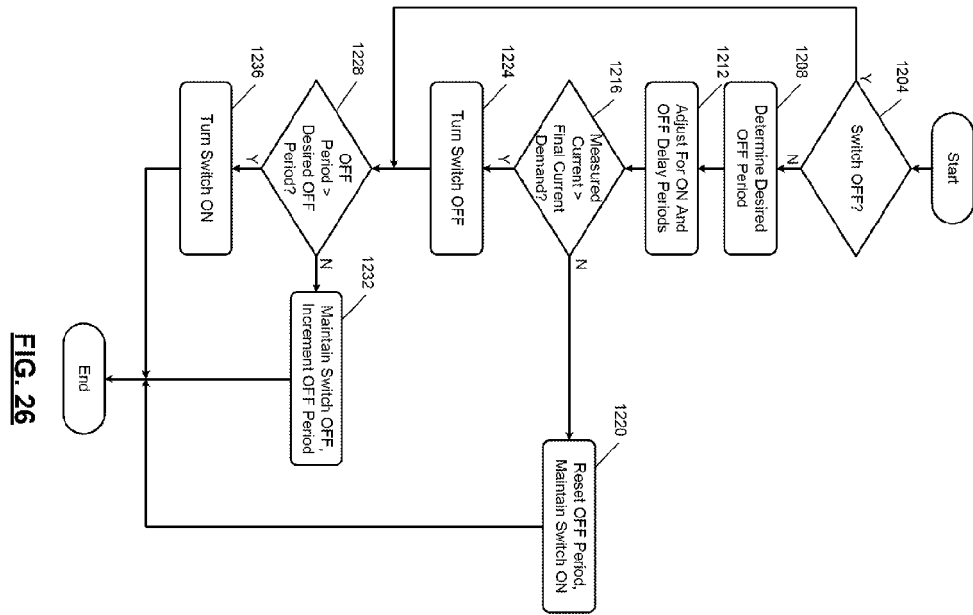 Start
1204
Switch OFF?
Y
N
1208
Determine Desired
OFF Period
1212
Adjust For ON And
OFF Delay Periods
1216
Measured
Current >
Final Current
Demand?
Y
N
1220
Reset OFF Period,
Maintain Switch ON
1224
Turn Switch OFF
1228
OFF
Period >
Desired OFF
Period?
Y
N
1232
Maintain Switch OFF,
Increment OFF Period
1236
Turn Switch ON
End
FIG. 26